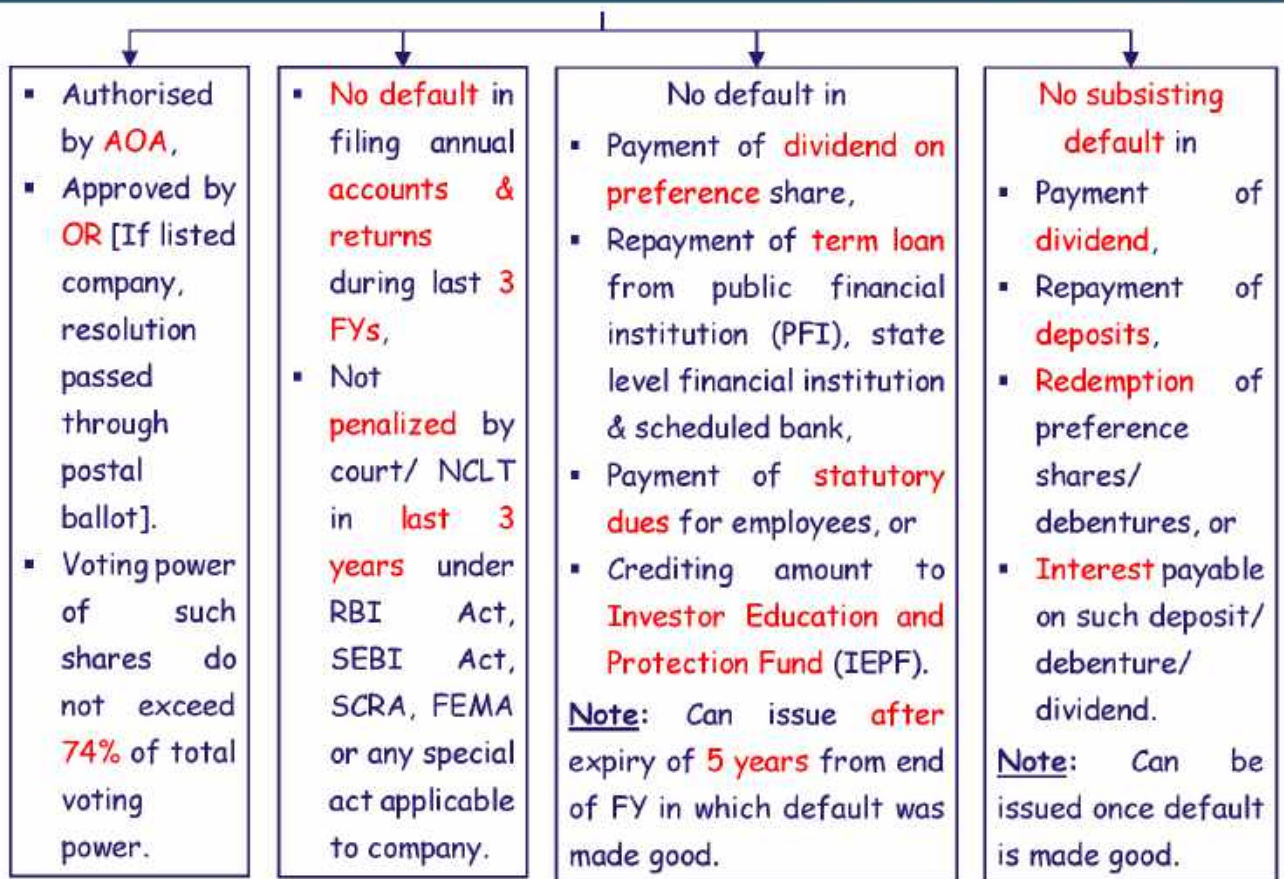 ▪ Authorised
by AOA,
▪ Approved by
OR [If listed
company,
resolution
passed
through
postal
ballot].
▪ Voting power
of such
shares do
not exceed
74% of total
voting
power.
▪ No default in
filing annual
accounts &
returns
during last 3
FYs,
▪ Not
penalized by
court/ NCLT
in last 3
years under
RBI Act,
SEBI Act,
SCRA, FEMA
or any special
act applicable
to company.
No default in
▪ Payment of dividend on
preference share,
▪ Repayment of term loan
from public financial
institution (PFI), state
level financial institution
& scheduled bank,
▪ Payment of statutory
dues for employees, or
▪ Crediting amount to
Investor Education and
Protection Fund (IEPF).
Note: Can issue after
expiry of 5 years from end
of FY in which default was
made good.
No subsisting
default in
▪ Payment of
dividend,
▪ Repayment of
deposits,
▪ Redemption of
preference
shares/
debentures, or
▪ Interest payable
on such deposit/
debenture/
dividend.
Note: Can be
issued once default
is made good.